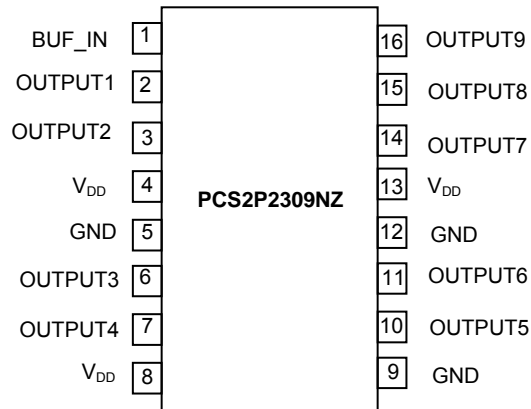 BUF_IN 1 16 OUTPUT9
OUTPUT1 2 15 OUTPUT8
OUTPUT2 3 14 OUTPUT7
VDD 4 13 VDD
PCS2P2309NZ
GND 5 12 GND
OUTPUT3 6 11 OUTPUT6
OUTPUT4 7 10 OUTPUT5
VDD 8 9 GND